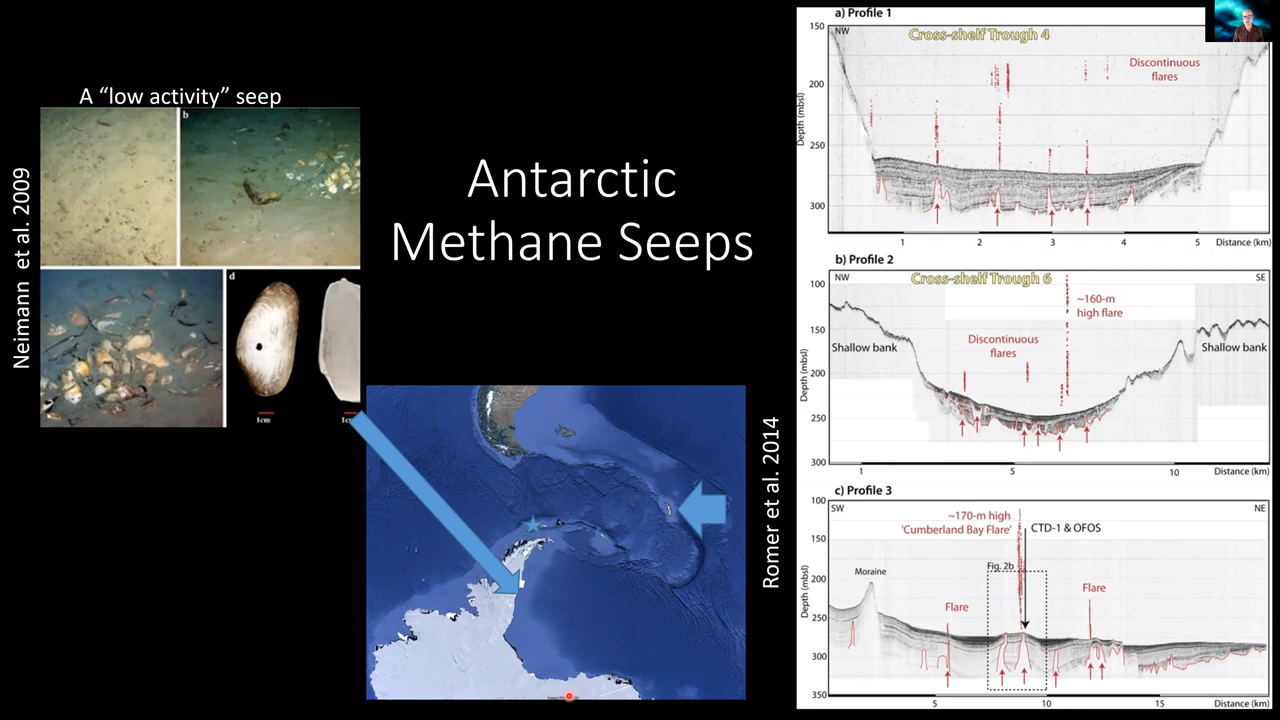 A “low activity” seep
Neimann et al. 2009
b
d
1cm
Antarctic
Methane Seeps
Romer et al. 2014
a) Profile 1
NW
Cross-shelf Trough 4
Discontinuous
flares
Depth (mbsl)
150
200
250
300
1 2 3 4 5 Distance (km)
b) Profile 2
NW
SE
Cross-shelf Trough 6
~160-m
high flare
Discontinuous
flares
Shallow bank
Shallow bank
Depth (mbsl)
100
150
200
250
300
1 5 10 Distance (km)
c) Profile 3
SW
NE
~170-m high
‘Cumberland Bay Flare’
CTD-1 & OFOS
Fig. 2b
Moraine
Flare
Flare
Depth (mbsl)
100
150
200
250
300
350
5 10 15 Distance (km)